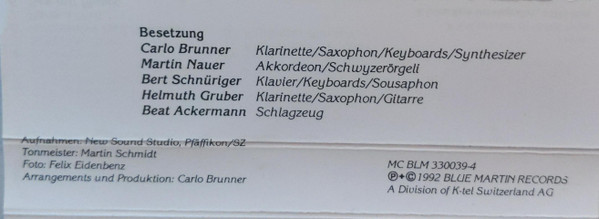 Besetzung
Carlo Brunner Klarinette/Saxophon/Keyboards/Synthesizer
Martin Nauer Akkordeon/Schwyzerörgeli
Bert Schnüriger Klavier/Keyboards/Sousaphon
Helmuth Gruber Klarinette/Saxophon/Gitarre
Beat Ackermann Schlagzeug
Aufnahmen: New Sound Studio, Pfäffikon/SZ
Tonmeister: Martin Schmidt
Foto: Felix Eidenbenz
Arrangements und Produktion: Carlo Brunner
MC BLM 330039-4
℗+© 1992 BLUE MARTIN RECORDS
A Division of K-tel Switzerland AG